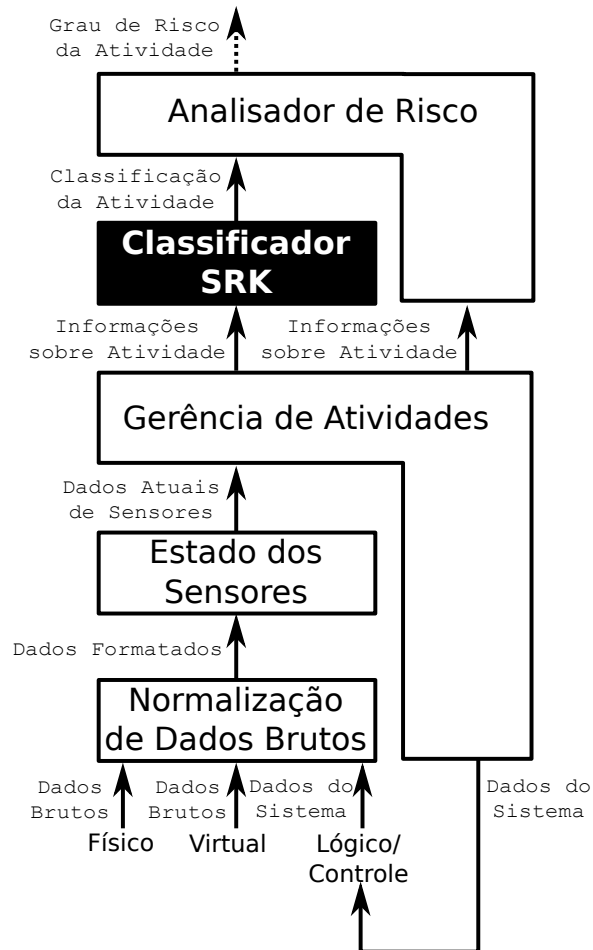 Grau de Risco
da Atividade
Analisador de Risco
Classificação
da Atividade
Classificador
SRK
Informações
sobre Atividade
Informações
sobre Atividade
Gerência de Atividades
Dados Atuais
de Sensores
Estado dos
Sensores
Dados Formatados
Normalização
de Dados Brutos
Dados
Brutos
Dados
Brutos
Dados do
Sistema
Dados do
Sistema
Físico
Virtual
Lógico/
Controle